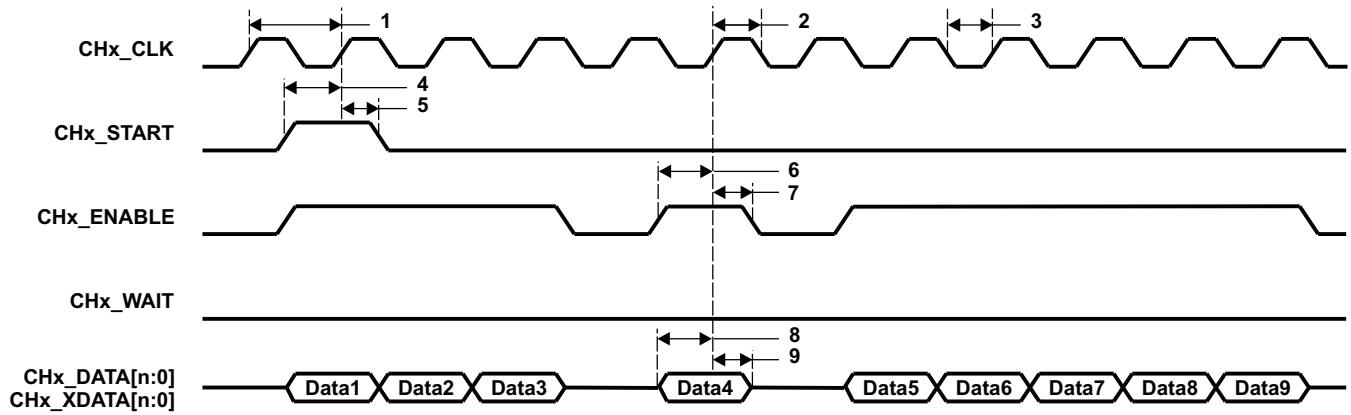 1
2
3
CHx_CLK
4
5
CHx_START
6
7
CHx_ENABLE
CHx_WAIT
8
9
CHx_DATA[n:0]
CHx_XDATA[n:0]
Data1 Data2 Data3 Data4 Data5 Data6 Data7 Data8 Data9